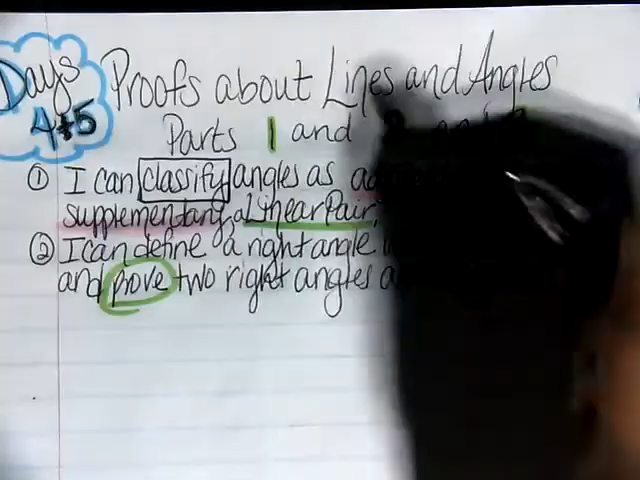 Days
4+5
Proofs about Lines and Angles
Parts 1 and
① I can classify angles as
supplementary, a Linear Pair,
② I can define a right angle
and prove two right angles